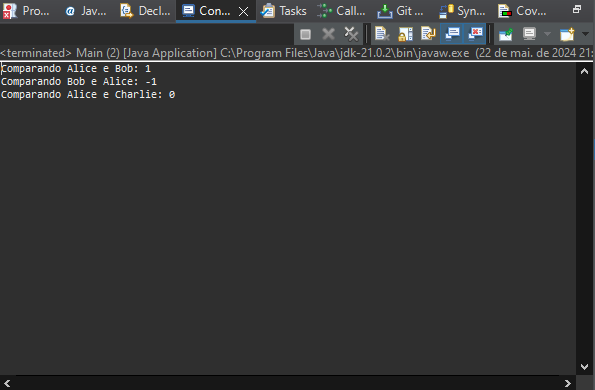 Pro... Java... Decl... Con... Tasks Call... Git ... Syn... Cov...
<terminated> Main (2) [Java Application] C:\Program Files\Java\jdk-21.0.2\bin\javaw.exe (22 de mai. de 2024 21:
Comparando Alice e Bob: 1
Comparando Bob e Alice: -1
Comparando Alice e Charlie: 0